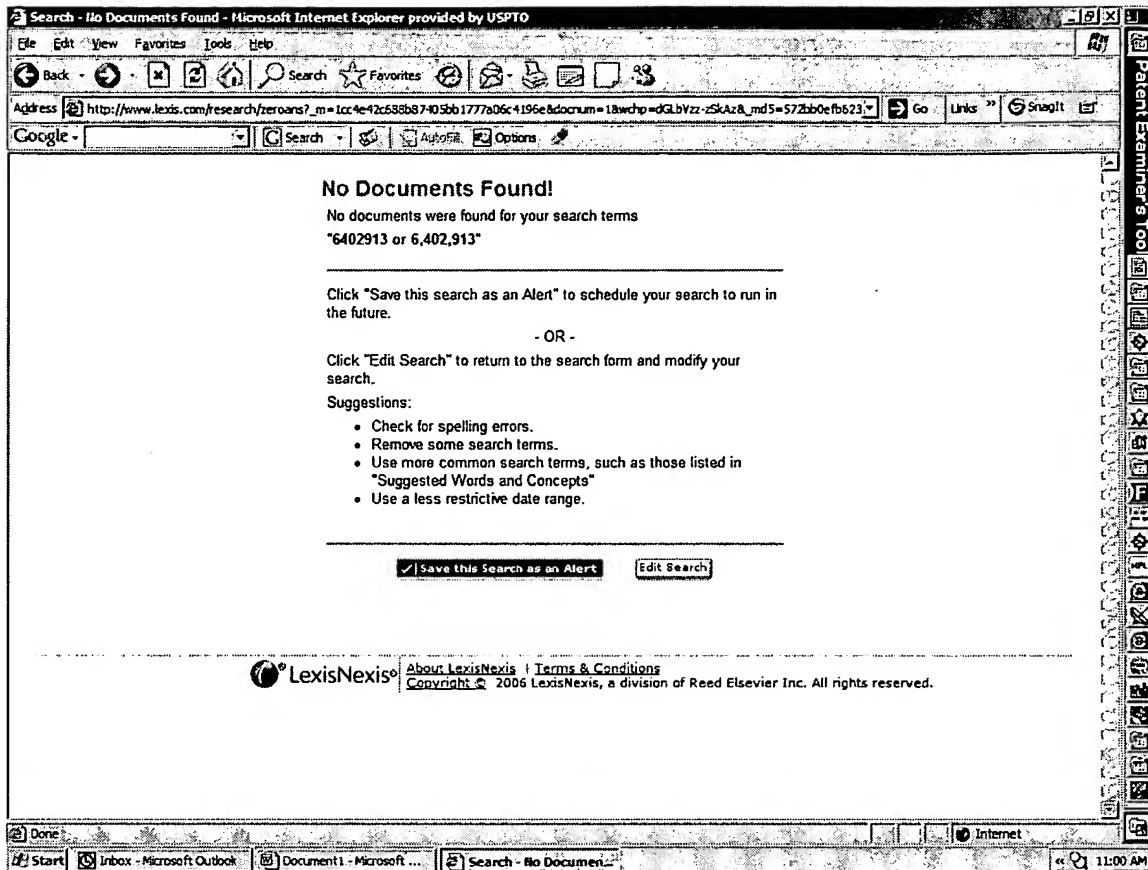 Search - No Documents Found - Microsoft Internet Explorer provided by USPTO
File Edit View Favorites Tools Help
Back Search Favorites
Address http://www.lexis.com/research/zeroans?_m=1cc4e42c688b87405bb1777a06c4196e&docnum=1&wchp=dGLbVzz-zSkAz&_md5=572bb0efb623 Go Links » SnagIt
Google - Search AutoFill Options
Patent Examiner's Tool
No Documents Found!
No documents were found for your search terms
"6402913 or 6,402,913"
Click "Save this search as an Alert" to schedule your search to run in
the future.
- OR -
Click "Edit Search" to return to the search form and modify your
search.
Suggestions:
• Check for spelling errors.
• Remove some search terms.
• Use more common search terms, such as those listed in
"Suggested Words and Concepts"
• Use a less restrictive date range.
Save this Search as an Alert Edit Search
LexisNexis® About LexisNexis | Terms & Conditions
Copyright © 2006 LexisNexis, a division of Reed Elsevier Inc. All rights reserved.
Done Internet
Start Inbox - Microsoft Outlook Document1 - Microsoft ... Search - No Documen... « 11:00 AM